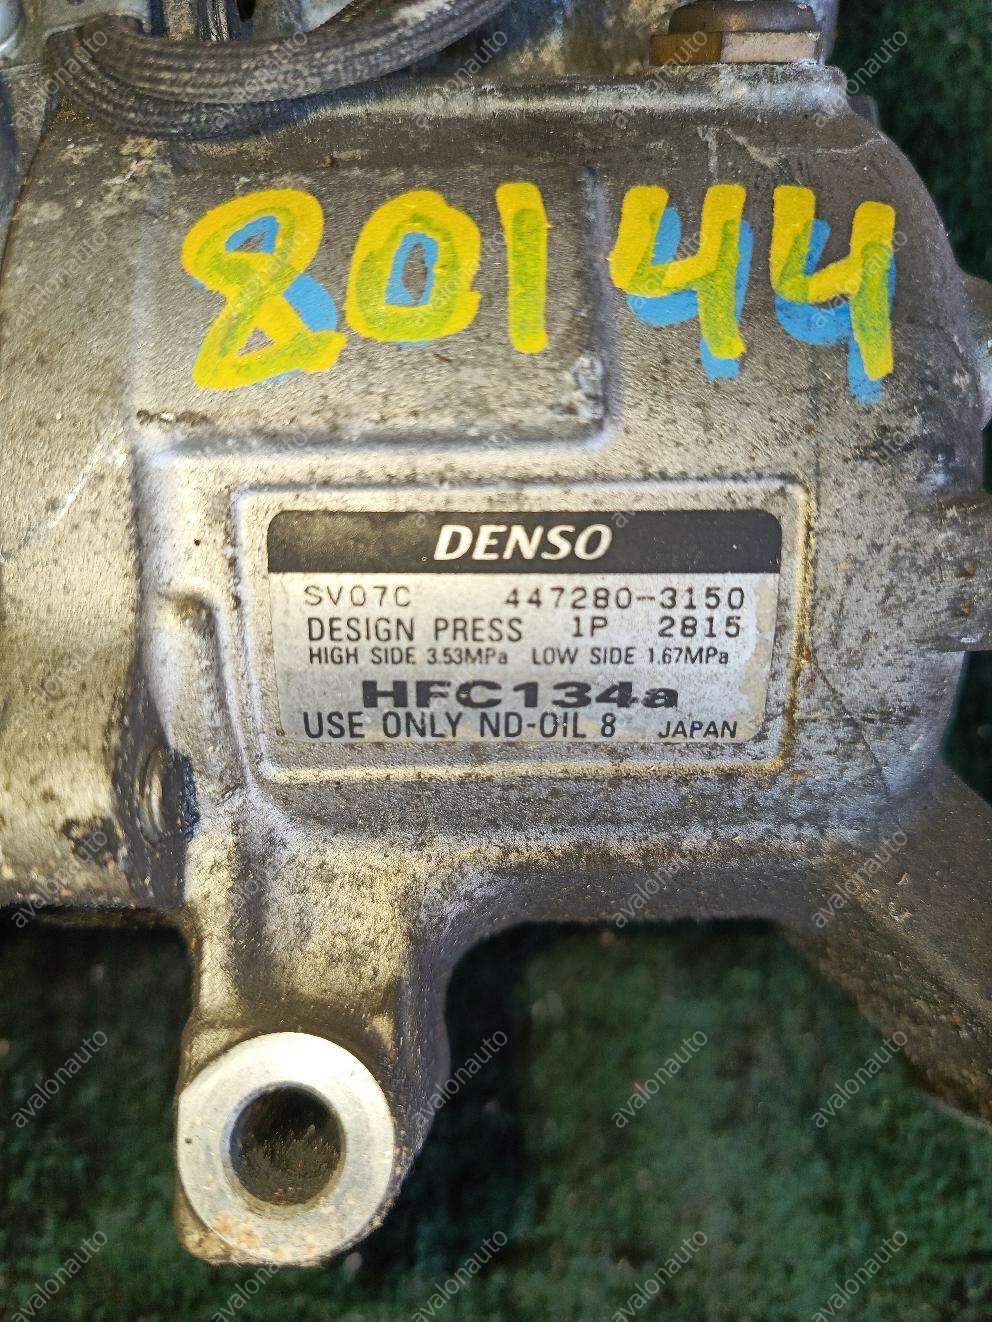 80144
DENSO
SV07C 447280-3150
DESIGN PRESS 1P 2815
HIGH SIDE 3.53MPa LOW SIDE 1.67MPa
HFC134a
USE ONLY ND-OIL 8 JAPAN
avalonauto